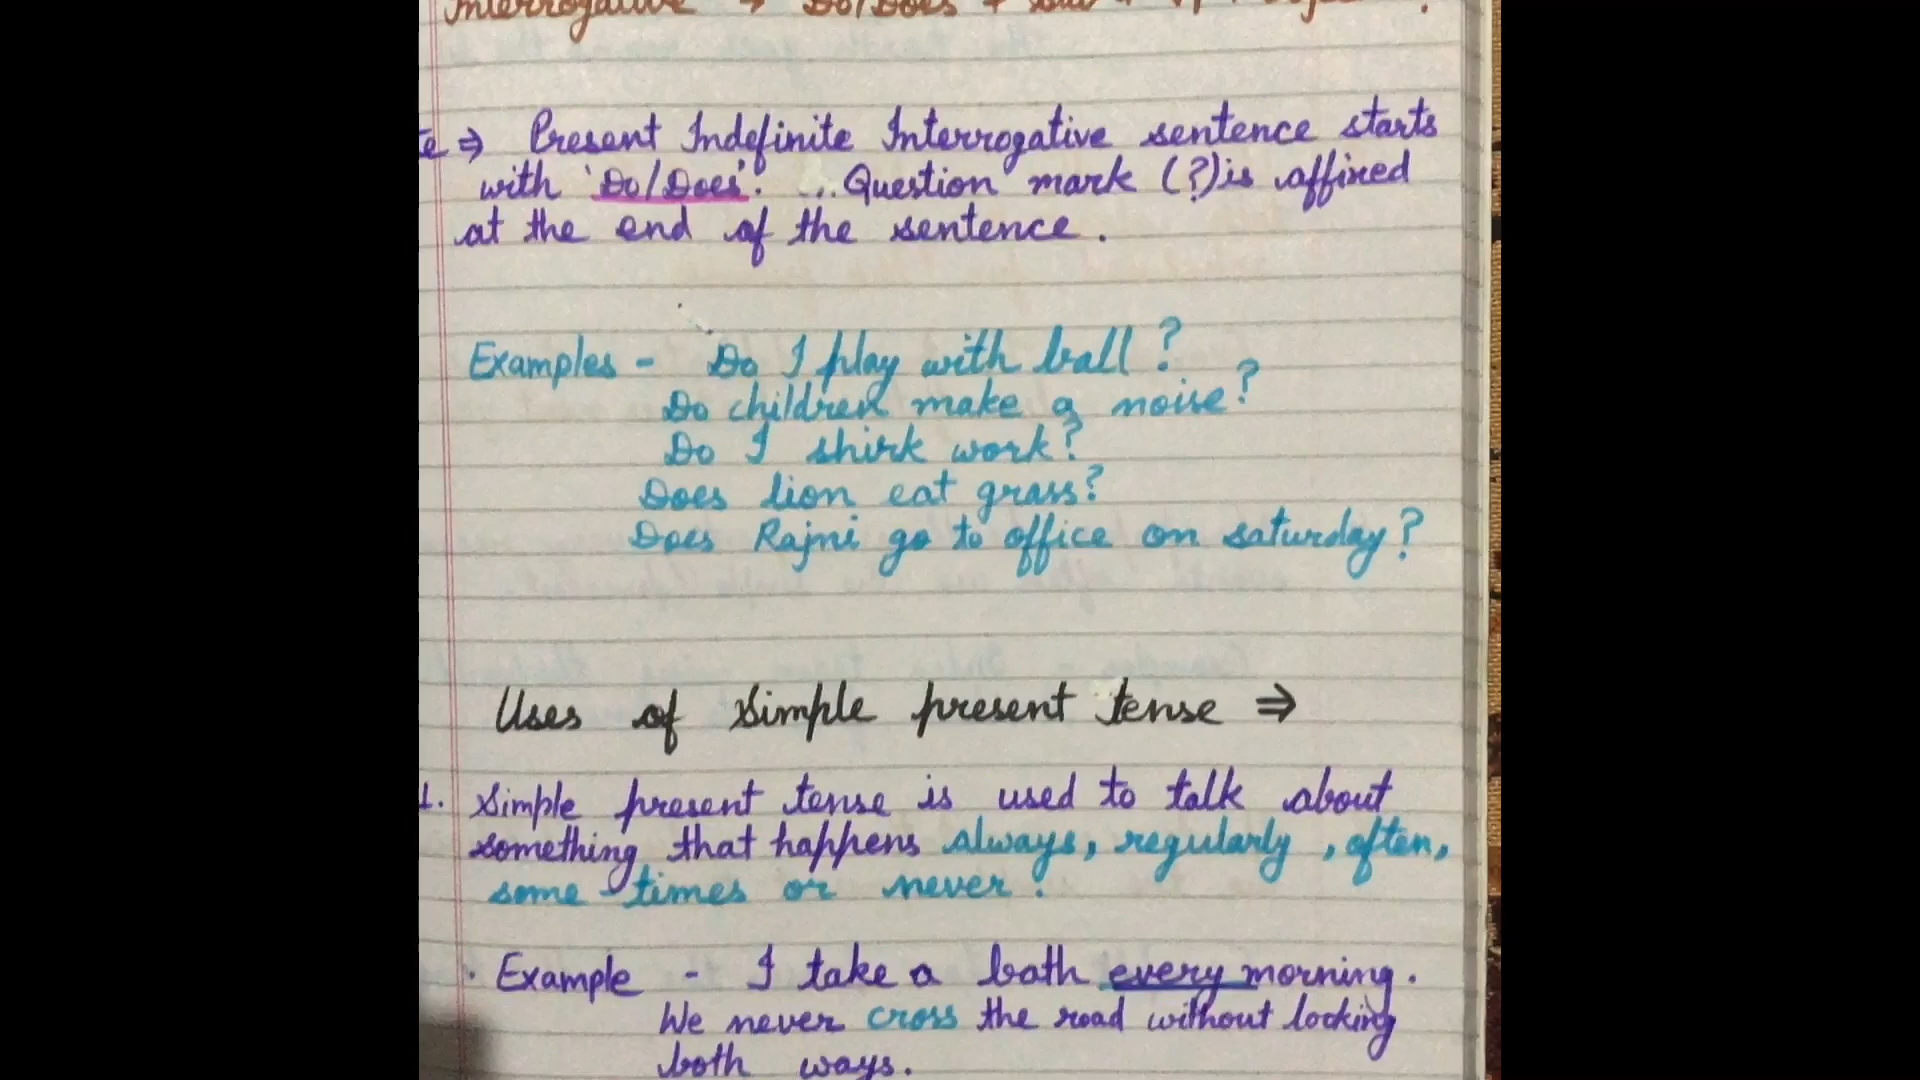 Interrogative → Do/Does + Sub +
⇒ Present Indefinite Interrogative sentence starts
with 'Do/Does'. ... Question mark (?) is affixed
at the end of the sentence.
Examples - Do I play with ball?
Do children make a noise?
Do I shirk work?
Does lion eat grass?
Does Rajni go to office on saturday?
Uses of Simple present tense ⇒
1. Simple present tense is used to talk about
something that happens always, regularly, often,
some-times or never.
Example - I take a bath every morning.
We never cross the road without looking
both ways.